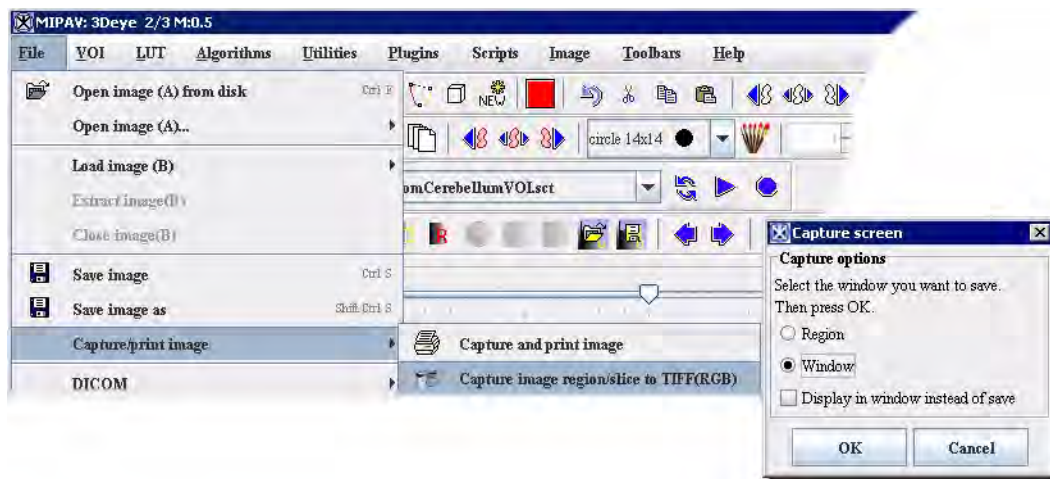 MIPAV: 3Deye 2/3 M:0.5
File VOI LUT Algorithms Utilities Plugins Scripts Image Toolbars Help
Open image (A) from disk
NEW
Open image (A)...
circle 14x14
Load image (B)
omCerebellumVOI.sct
Extract image(B)
Close image(B)
R
Save image Ctrl S
Save image as Shift Ctrl S
Capture/print image
Capture and print image
DICOM
Capture image region/slice to TIFF(RGB)
Capture screen
Capture options
Select the window you want to save.
Then press OK.
Region
Window
Display in window instead of save
OK Cancel